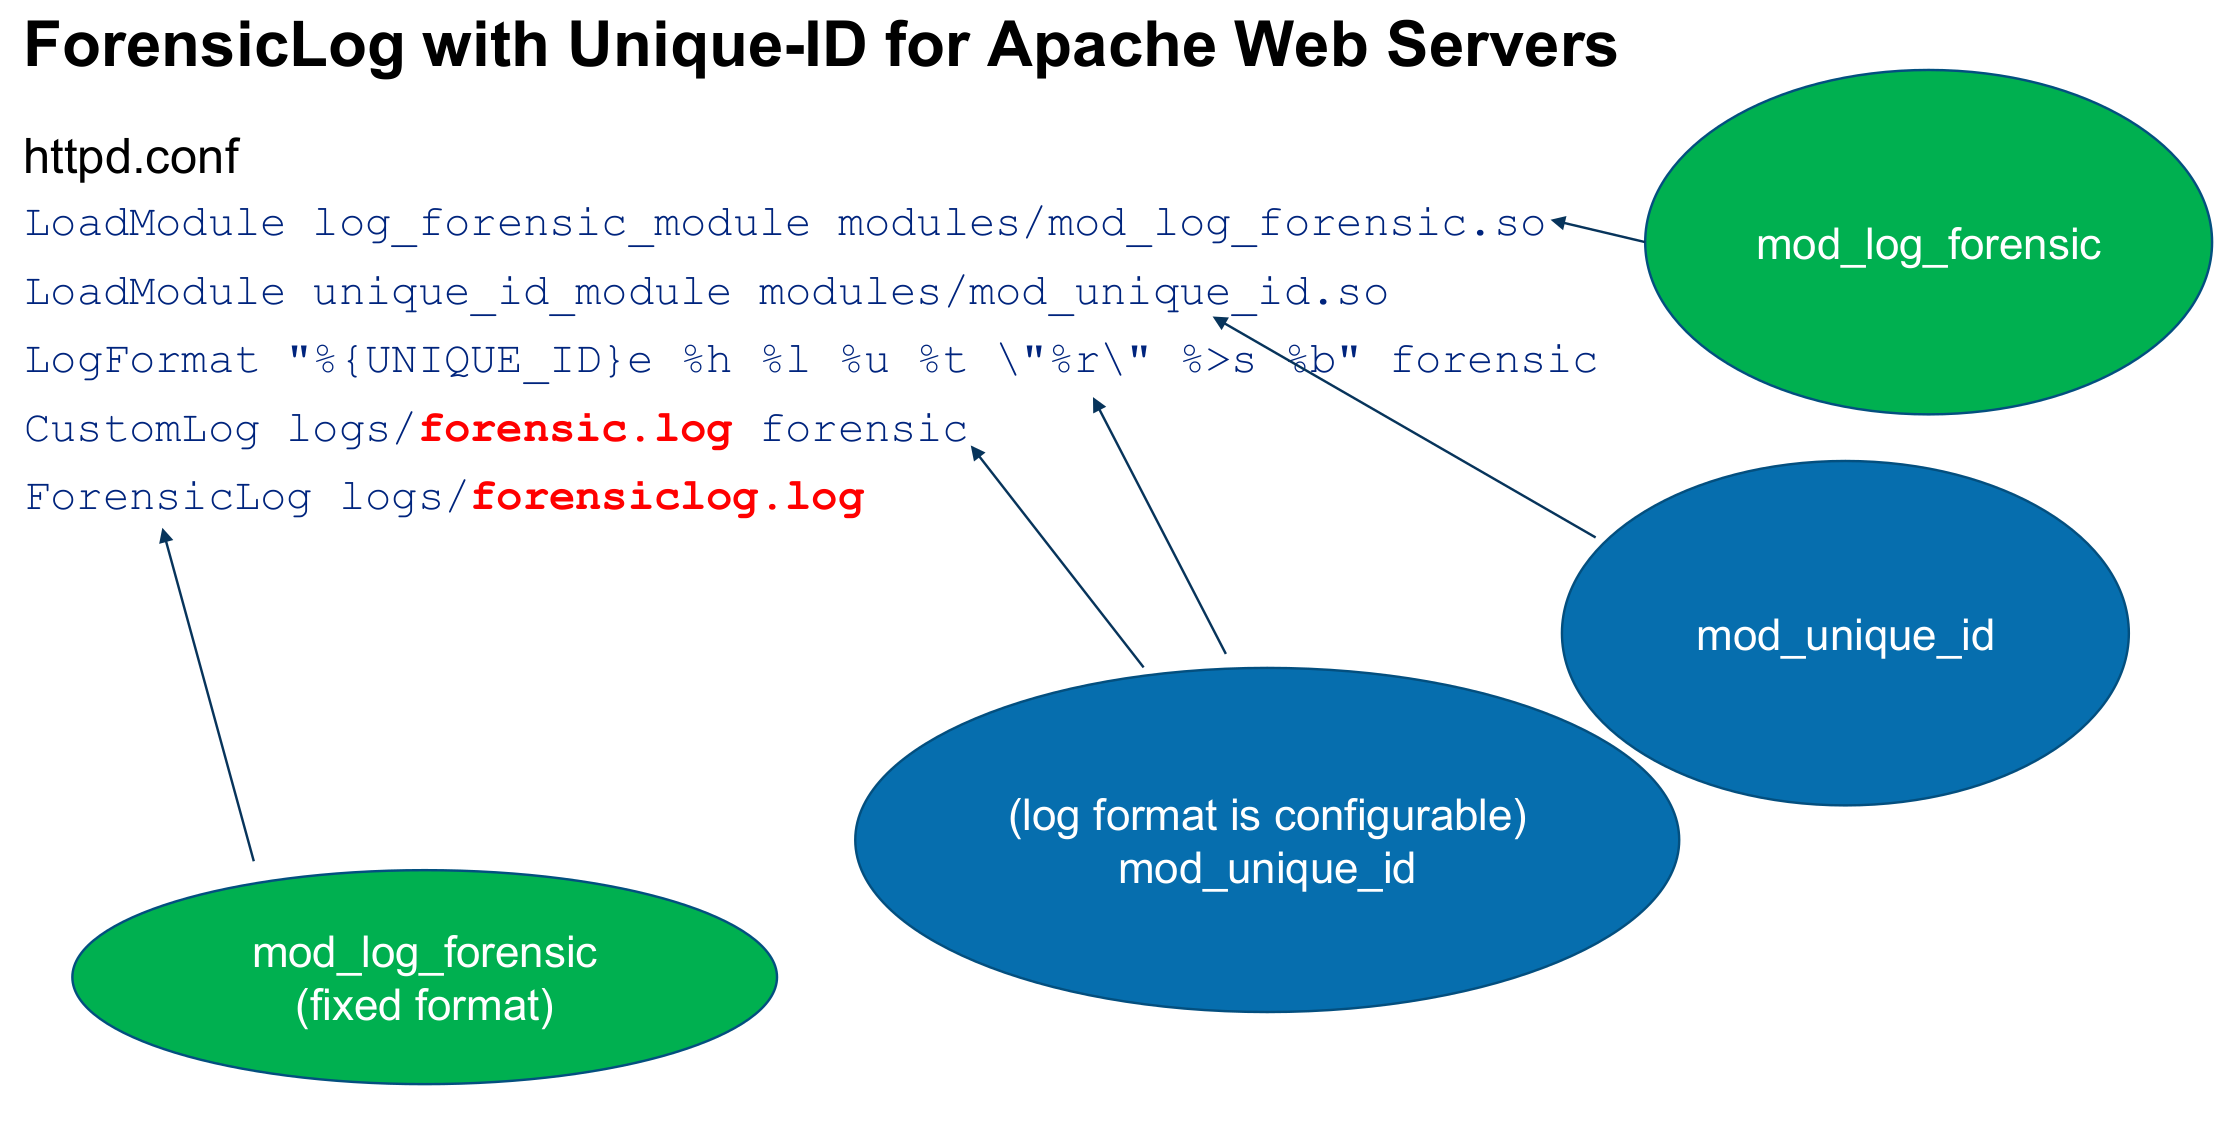 ForensicLog with Unique-ID for Apache Web Servers
httpd.conf
LoadModule log_forensic_module modules/mod_log_forensic.so
LoadModule unique_id_module modules/mod_unique_id.so
LogFormat "%{UNIQUE_ID}e %h %l %u %t \"%r\" %>s %b" forensic
CustomLog logs/forensic.log forensic
ForensicLog logs/forensiclog.log
mod_log_forensic
mod_unique_id
(log format is configurable)
mod_unique_id
mod_log_forensic
(fixed format)